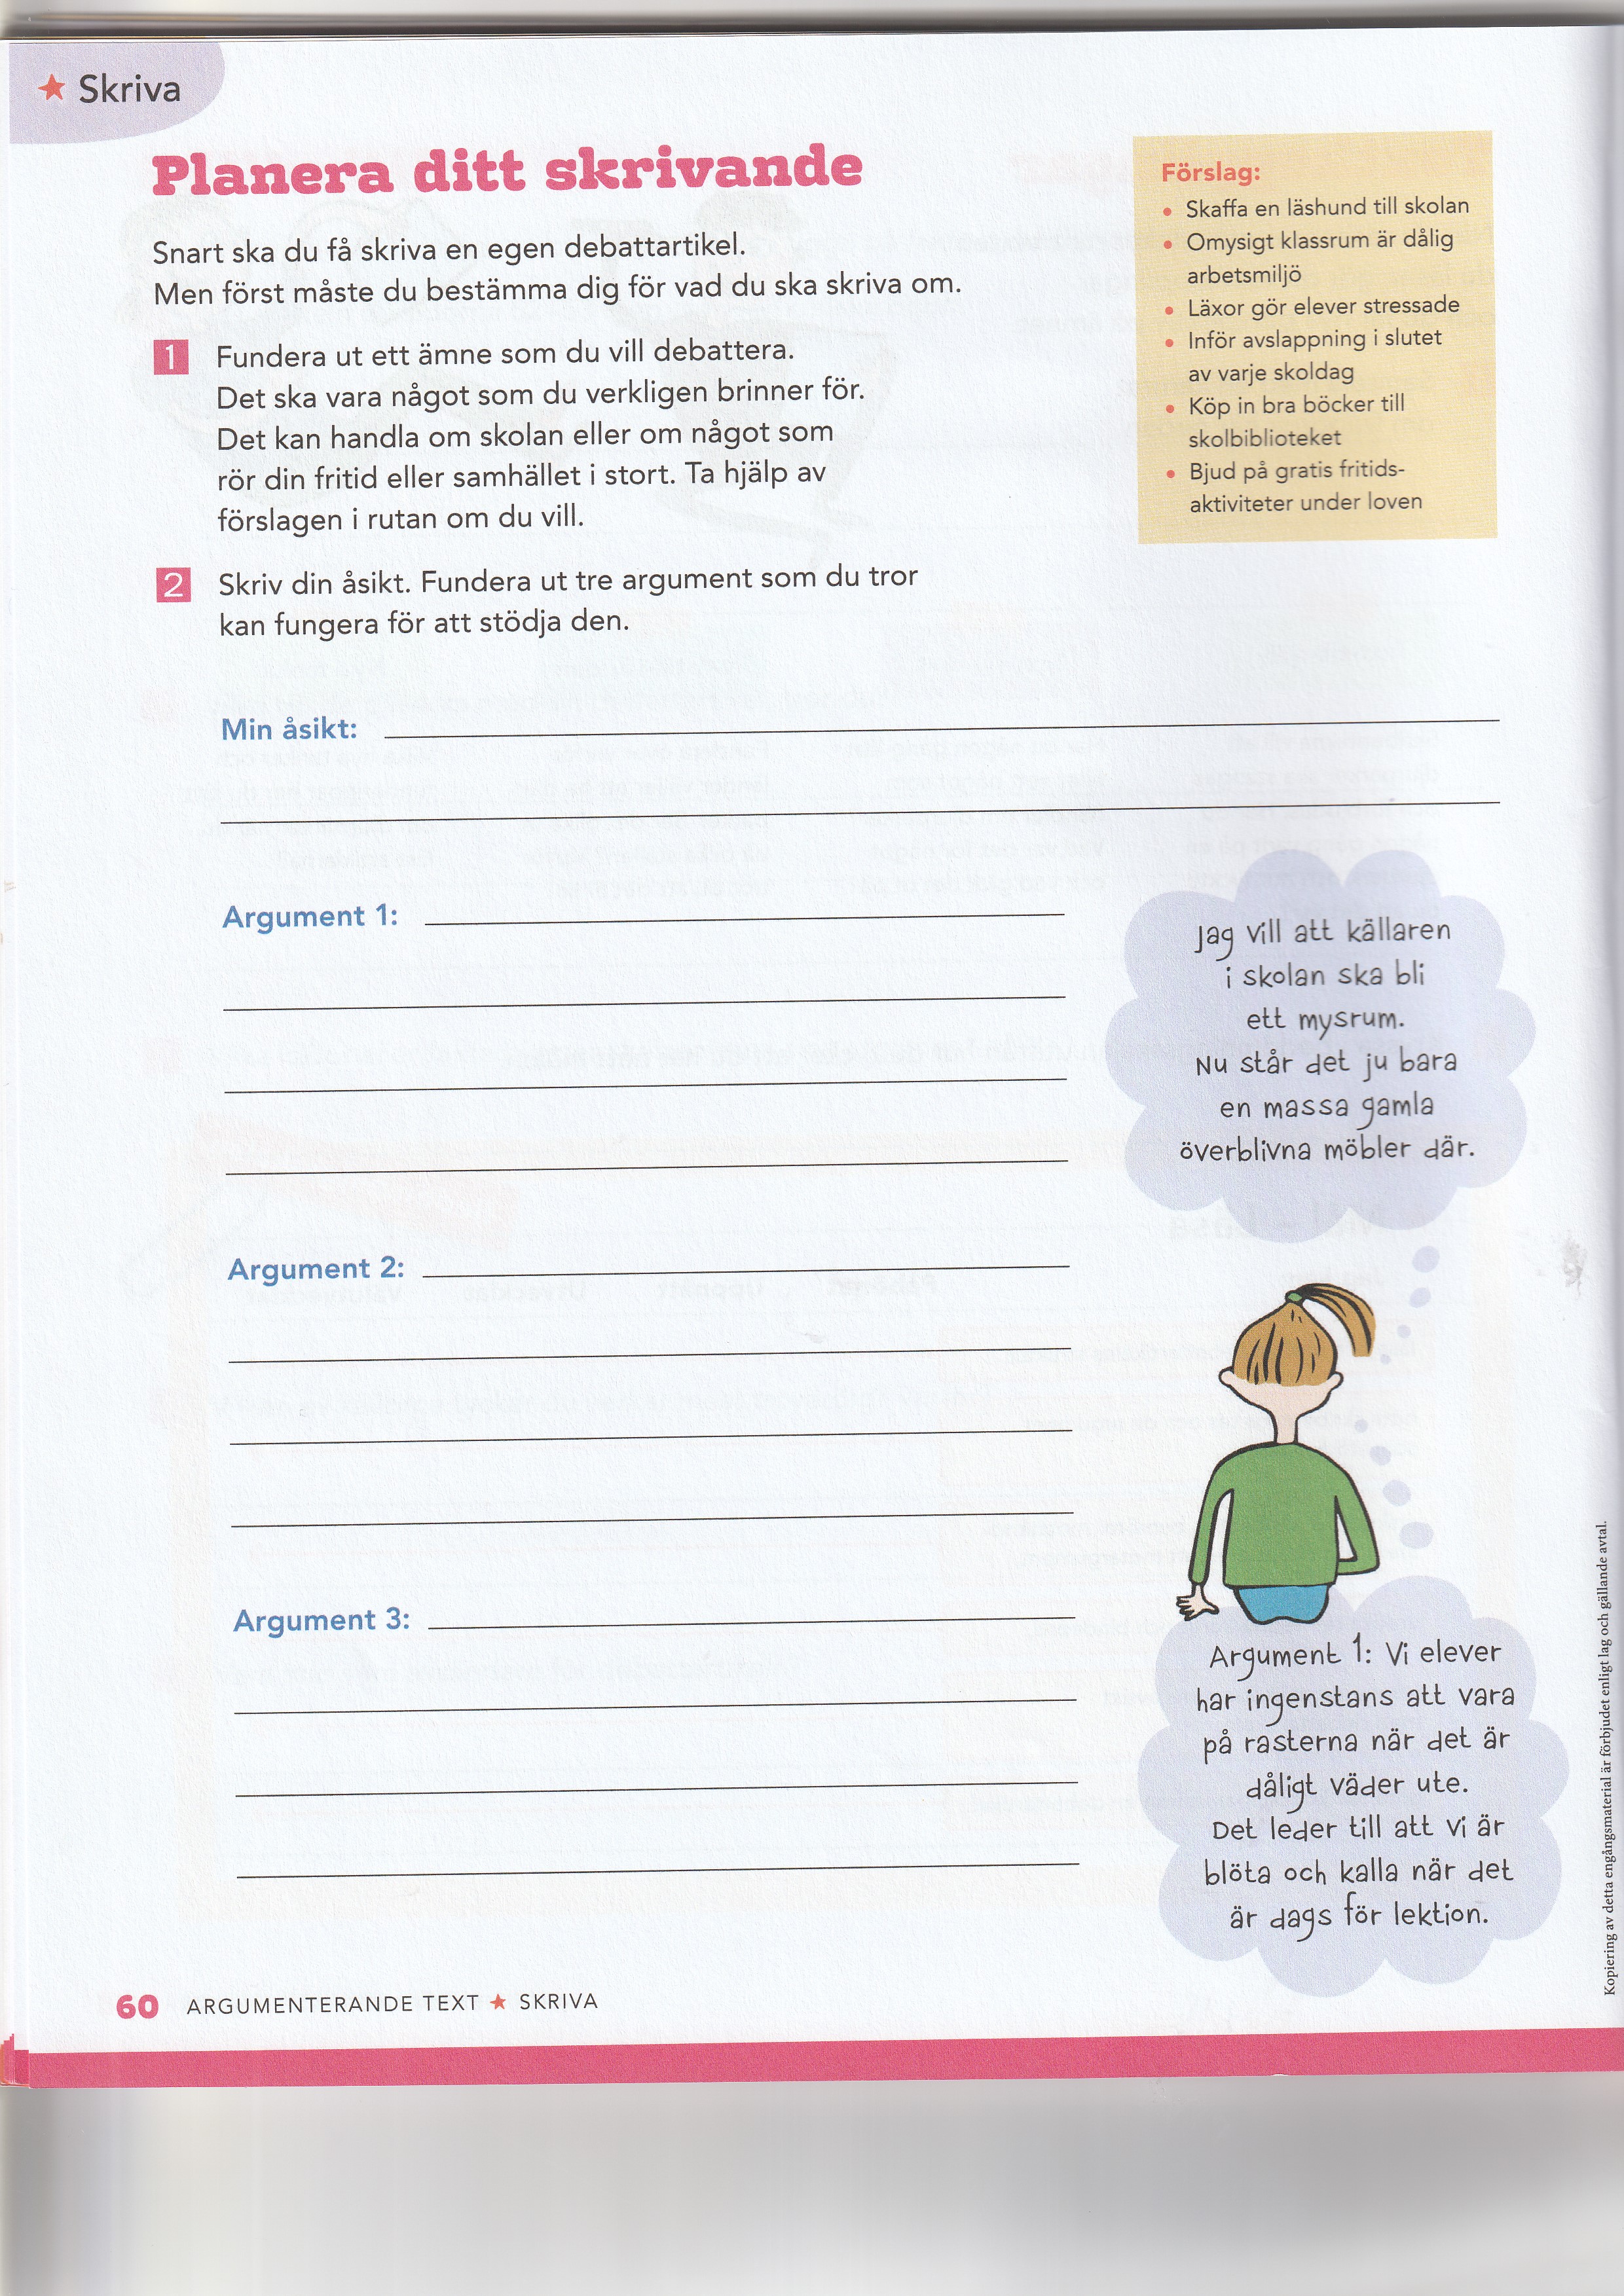 Skriva
Planera ditt skrivande
Snart ska du få skriva en egen debattartikel.
Men först måste du bestämma dig för vad du ska skriva om.
1 Fundera ut ett ämne som du vill debattera.
Det ska vara något som du verkligen brinner för.
Det kan handla om skolan eller om något som
rör din fritid eller samhället i stort. Ta hjälp av
förslagen i rutan om du vill.
2 Skriv din åsikt. Fundera ut tre argument som du tror
kan fungera för att stödja den.
Förslag:
• Skaffa en läshund till skolan
• Omysigt klassrum är dålig
arbetsmiljö
• Läxor gör elever stressade
• Inför avslappning i slutet
av varje skoldag
• Köp in bra böcker till
skolbiblioteket
• Bjud på gratis fritids-
aktiviteter under loven
Min åsikt:
Argument 1:
Argument 2:
Argument 3:
Jag vill att källaren
i skolan ska bli
ett mysrum.
Nu står det ju bara
en massa gamla
överblivna möbler där.
Argument 1: Vi elever
har ingenstans att vara
på rasterna när det är
dåligt väder ute.
Det leder till att vi är
blöta och kalla när det
är dags för lektion.
Kopiering av detta engångsmaterial är förbjudet enligt lag och gällande avtal.
60 ARGUMENTERANDE TEXT ★ SKRIVA